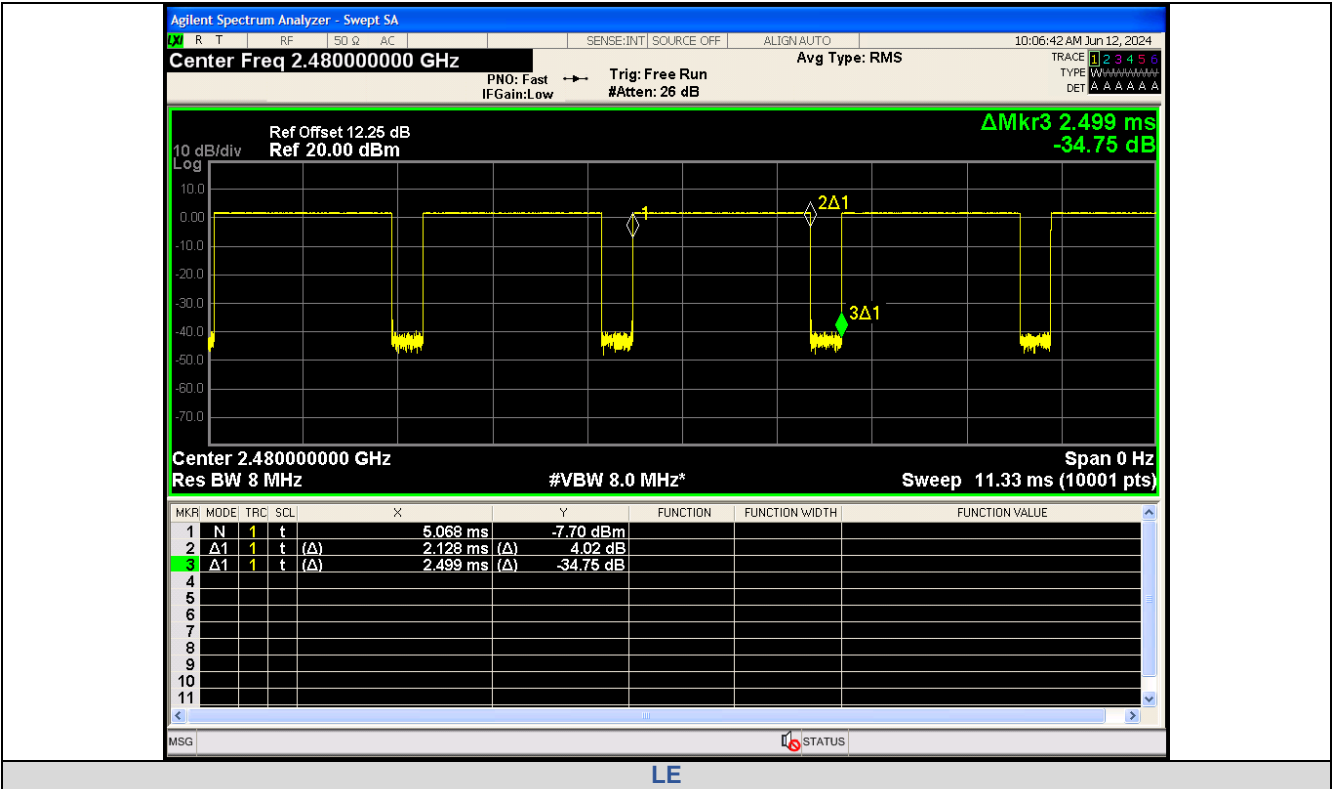 Agilent Spectrum Analyzer - Swept SA
LXI R T RF 50 Ω AC SENSE:INT SOURCE OFF ALIGN AUTO 10:06:42 AM Jun 12, 2024
Center Freq 2.480000000 GHz Avg Type: RMS TRACE 1 2 3 4 5 6
PNO: Fast Trig: Free Run TYPE WWWWWW
IFGain:Low #Atten: 26 dB DET A A A A A A
ΔMkr3 2.499 ms
Ref Offset 12.25 dB
10 dB/div Ref 20.00 dBm -34.75 dB
Log
10.0
2Δ1
1
0.00
-10.0
-20.0
-30.0
3Δ1
-40.0
-50.0
-60.0
-70.0
Center 2.480000000 GHz Span 0 Hz
Res BW 8 MHz #VBW 8.0 MHz* Sweep 11.33 ms (10001 pts)
MKR MODE TRC SCL X Y FUNCTION FUNCTION WIDTH FUNCTION VALUE
1 N 1 t 5.068 ms -7.70 dBm
2 Δ1 1 t (Δ) 2.128 ms (Δ) 4.02 dB
3 Δ1 1 t (Δ) 2.499 ms (Δ) -34.75 dB
4
5
6
7
8
9
10
11
MSG STATUS
LE